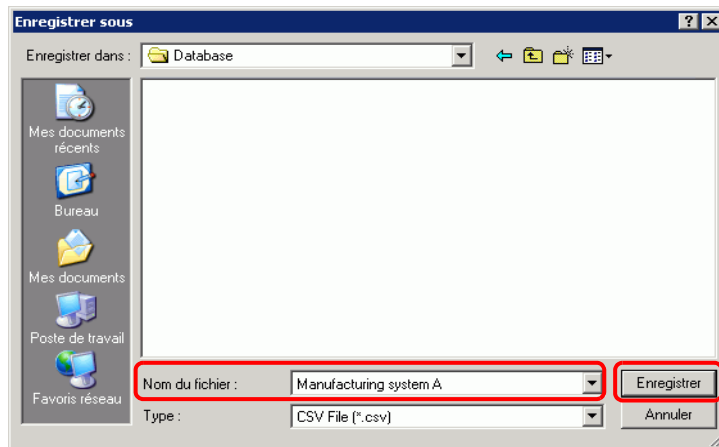 Enregistrer sous
Enregistrer dans :
Database
Mes documents
récents
Bureau
Mes documents
Poste de travail
Favoris réseau
Nom du fichier :
Manufacturing system A
Enregistrer
Type :
CSV File (*.csv)
Annuler